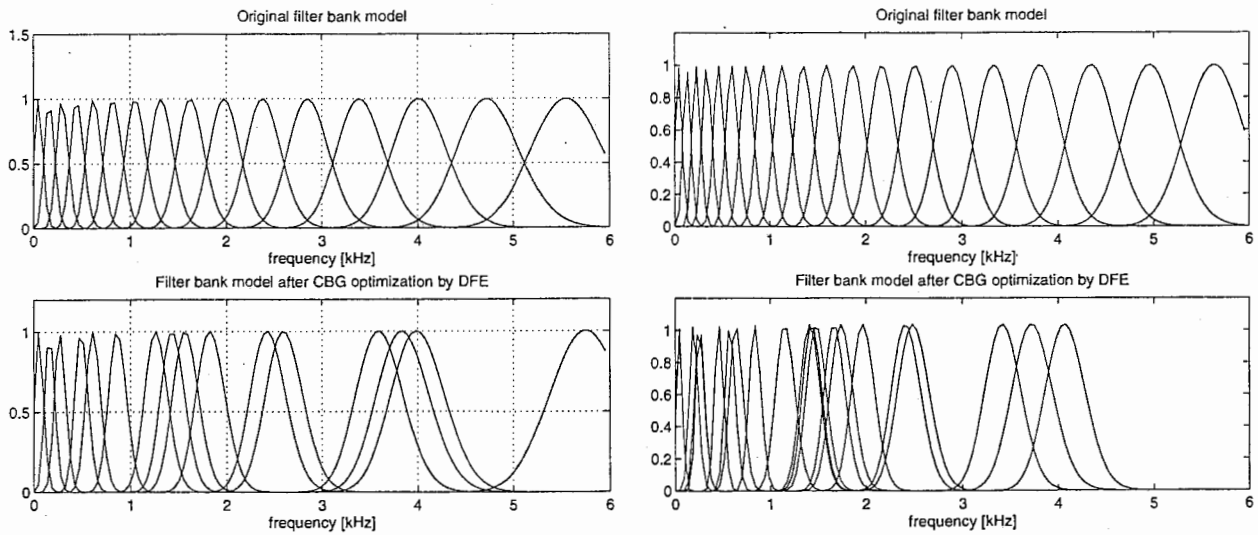 Original filter bank model
1.5
1
0.5
0
0 1 2 3 4 5 6
frequency [kHz]
Filter bank model after CBG optimization by DFE
1
0.5
0
0 1 2 3 4 5 6
frequency [kHz]
Original filter bank model
1
0.8
0.6
0.4
0.2
0
0 1 2 3 4 5 6
frequency [kHz]
Filter bank model after CBG optimization by DFE
1
0.8
0.6
0.4
0.2
0
0 1 2 3 4 5 6
frequency [kHz]